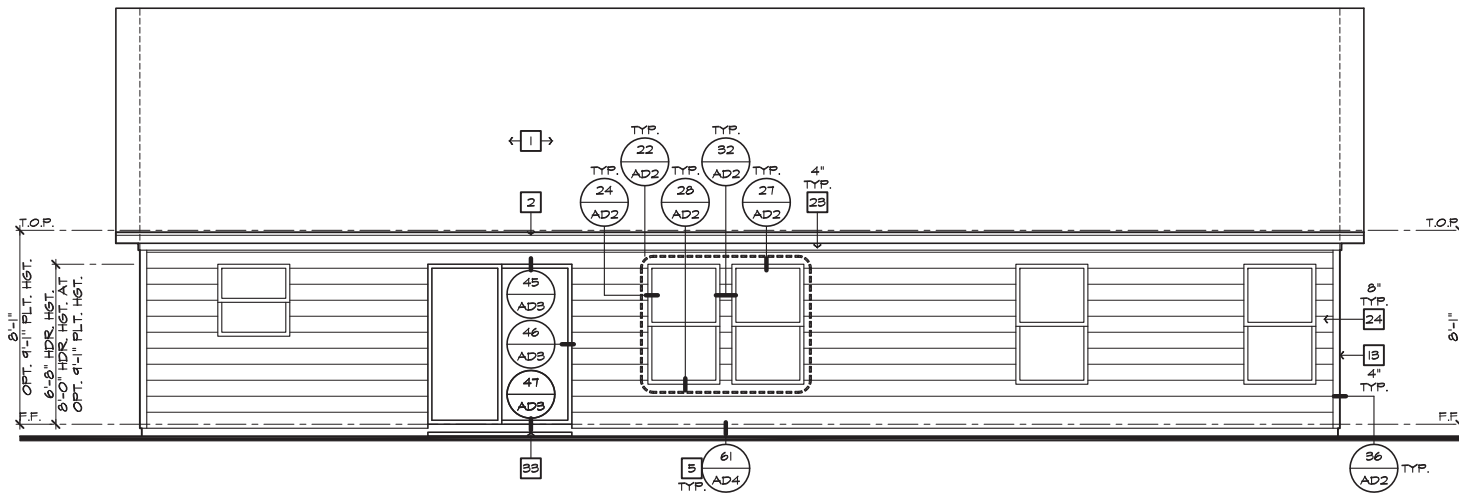 1
TYP.
TYP.
22
AD2
32
AD2
TYP.
TYP.
TYP.
4"
TYP.
24
AD2
28
AD2
27
AD2
2
23
T.O.P.
T.O.P.
8'-1"
OPT. 9'-1" PLT. HGT.
6'-8" HDR. HGT.
8'-0" HDR. HGT. AT
OPT. 9'-1" PLT. HGT.
45
AD3
46
AD3
47
AD3
8"
TYP.
24
13
4"
TYP.
8'-1"
F.F.
F.F.
33
5
TYP.
61
AD4
36
AD2
TYP.